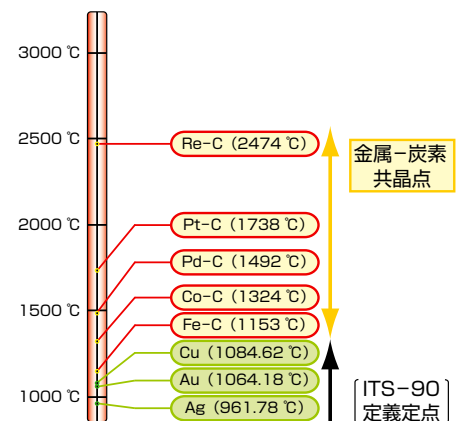 3000 ℃
2500 ℃
Re-C（2474 ℃）
金属－炭素
共晶点
2000 ℃
Pt-C（1738 ℃）
Pd-C（1492 ℃）
1500 ℃
Co-C（1324 ℃）
Fe-C（1153 ℃）
Cu（1084.62 ℃）
Au（1064.18 ℃）
1000 ℃
Ag（961.78 ℃）
ITS-90
定義定点